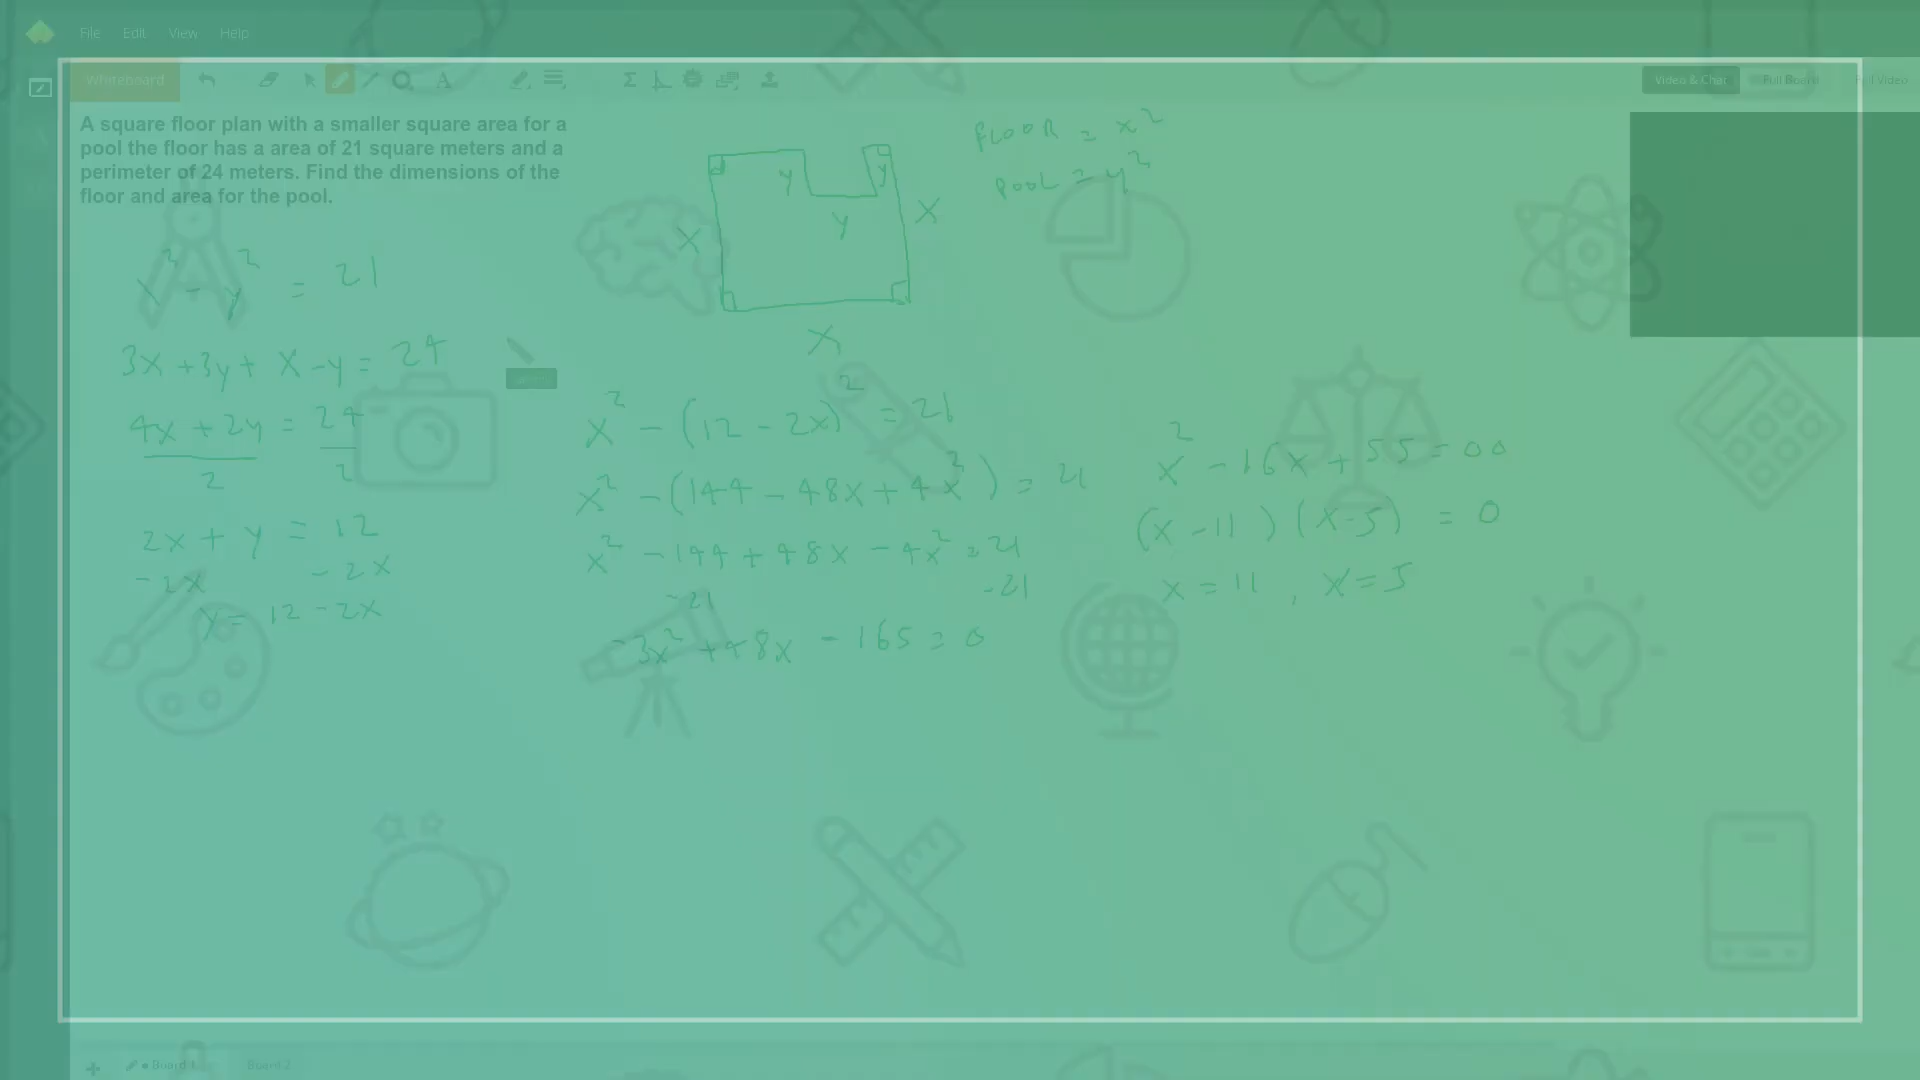 File Edit View Help
Whiteboard
Video & Chat Full Board Full Video
A square floor plan with a smaller square area for a
pool the floor has a area of 21 square meters and a
perimeter of 24 meters. Find the dimensions of the
floor and area for the pool.
FLOOR = x²
POOL = y²
y y
y
X X
X
x² - y² = 21
3x + 3y + x - y = 24
4x + 2y = 24
2 2
2x + y = 12
-2x -2x
y = 12 - 2x
x² - (12 - 2x)² = 21
x² - (144 - 48x + 4x²) = 21
x² - 144 + 48x - 4x² = 21
-21 -21
-3x² + 48x - 165 = 0
x² - 16x + 55 = 00
(x - 11)(x - 5) = 0
x = 11, x = 5
Board 1 Board 2